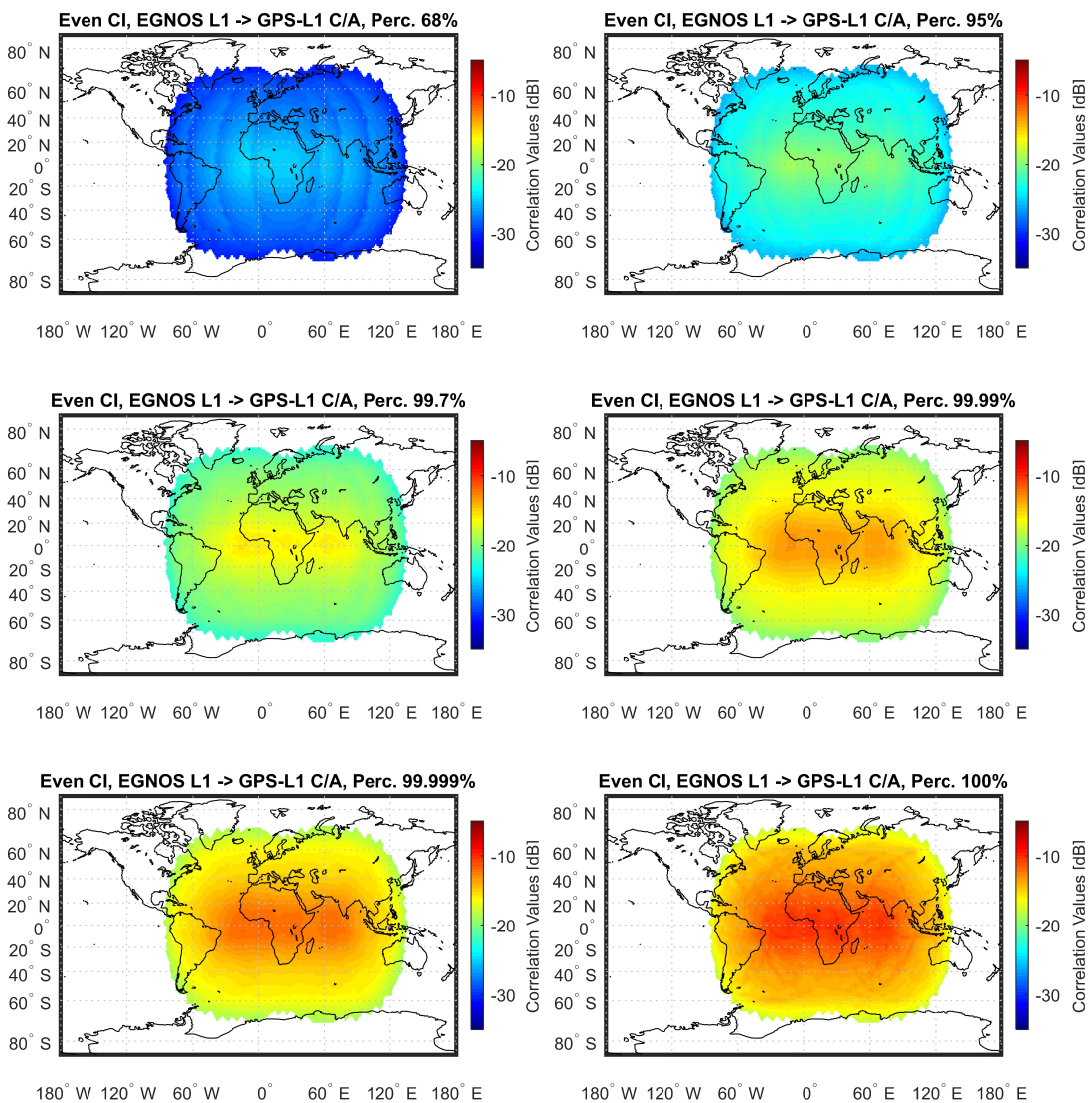 Even CI, EGNOS L1 -> GPS-L1 C/A, Perc. 68%
80° N
60° N
40° N
20° N
0°
20° S
40° S
60° S
80° S
180° W
120° W
60° W
0°
60° E
120° E
180° E
-10
-20
-30
Correlation Values [dB]
Even CI, EGNOS L1 -> GPS-L1 C/A, Perc. 95%
80° N
60° N
40° N
20° N
0°
20° S
40° S
60° S
80° S
180° W
120° W
60° W
0°
60° E
120° E
180° E
-10
-20
-30
Correlation Values [dB]
Even CI, EGNOS L1 -> GPS-L1 C/A, Perc. 99.7%
80° N
60° N
40° N
20° N
0°
20° S
40° S
60° S
80° S
180° W
120° W
60° W
0°
60° E
120° E
180° E
-10
-20
-30
Correlation Values [dB]
Even CI, EGNOS L1 -> GPS-L1 C/A, Perc. 99.99%
80° N
60° N
40° N
20° N
0°
20° S
40° S
60° S
80° S
180° W
120° W
60° W
0°
60° E
120° E
180° E
-10
-20
-30
Correlation Values [dB]
Even CI, EGNOS L1 -> GPS-L1 C/A, Perc. 99.999%
80° N
60° N
40° N
20° N
0°
20° S
40° S
60° S
80° S
180° W
120° W
60° W
0°
60° E
120° E
180° E
-10
-20
-30
Correlation Values [dB]
Even CI, EGNOS L1 -> GPS-L1 C/A, Perc. 100%
80° N
60° N
40° N
20° N
0°
20° S
40° S
60° S
80° S
180° W
120° W
60° W
0°
60° E
120° E
180° E
-10
-20
-30
Correlation Values [dB]